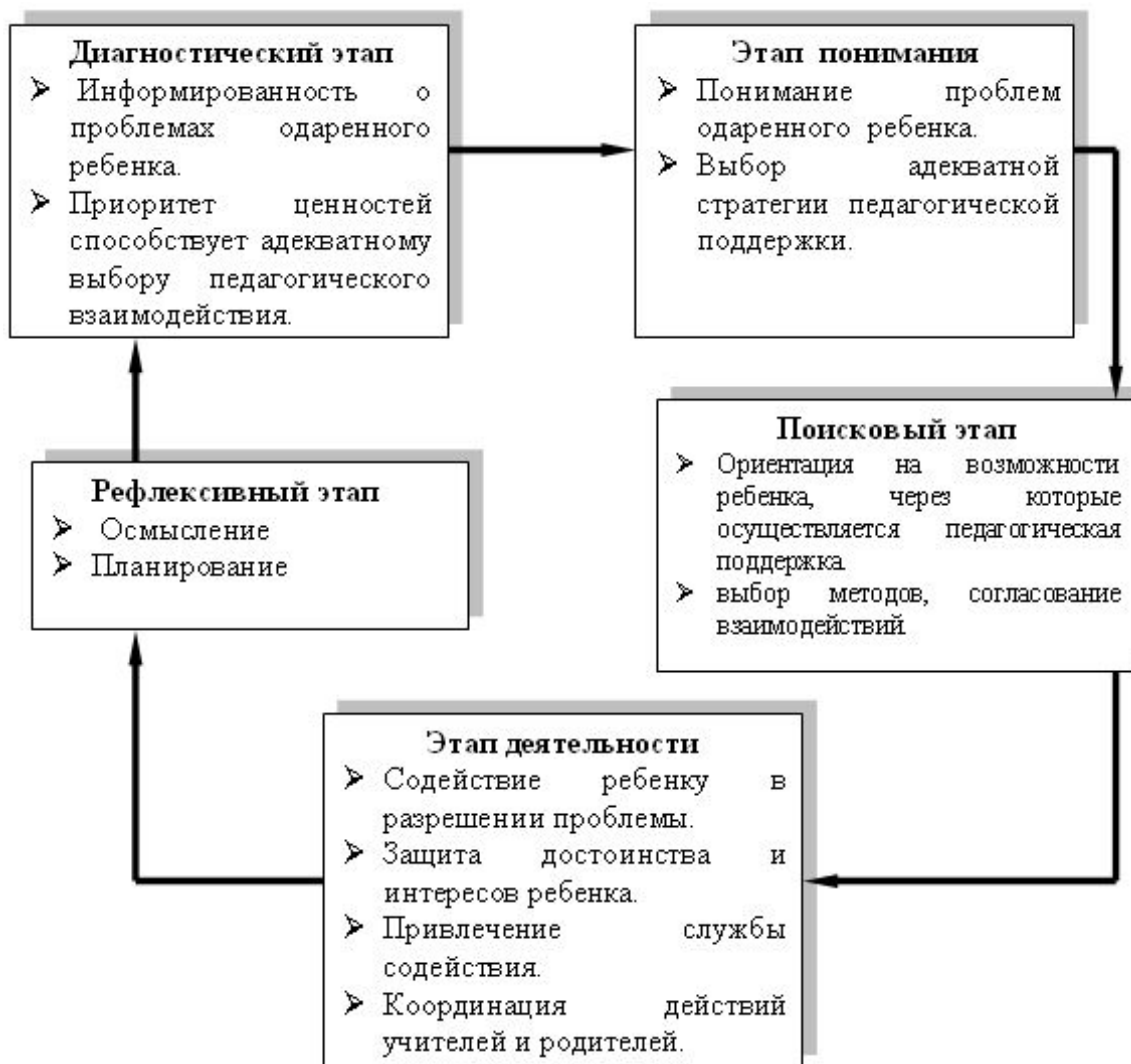 Диагностический этап
➢ Информированность о
проблемах одаренного
ребенка.
➢ Приоритет ценностей
способствует адекватному
выбору педагогического
взаимодействия.
Этап понимания
➢ Понимание проблем
одаренного ребенка.
➢ Выбор адекватной
стратегии педагогической
поддержки.
Поисковый этап
➢ Ориентация на возможности
ребенка, через которые
осуществляется педагогическая
поддержка
➢ выбор методов, согласование
взаимодействий.
Этап деятельности
➢ Содействие ребенку в
разрешении проблемы.
➢ Защита достоинства и
интересов ребенка.
➢ Привлечение службы
содействия.
➢ Координация действий
учителей и родителей.
Рефлексивный этап
➢ Осмысление
➢ Планирование